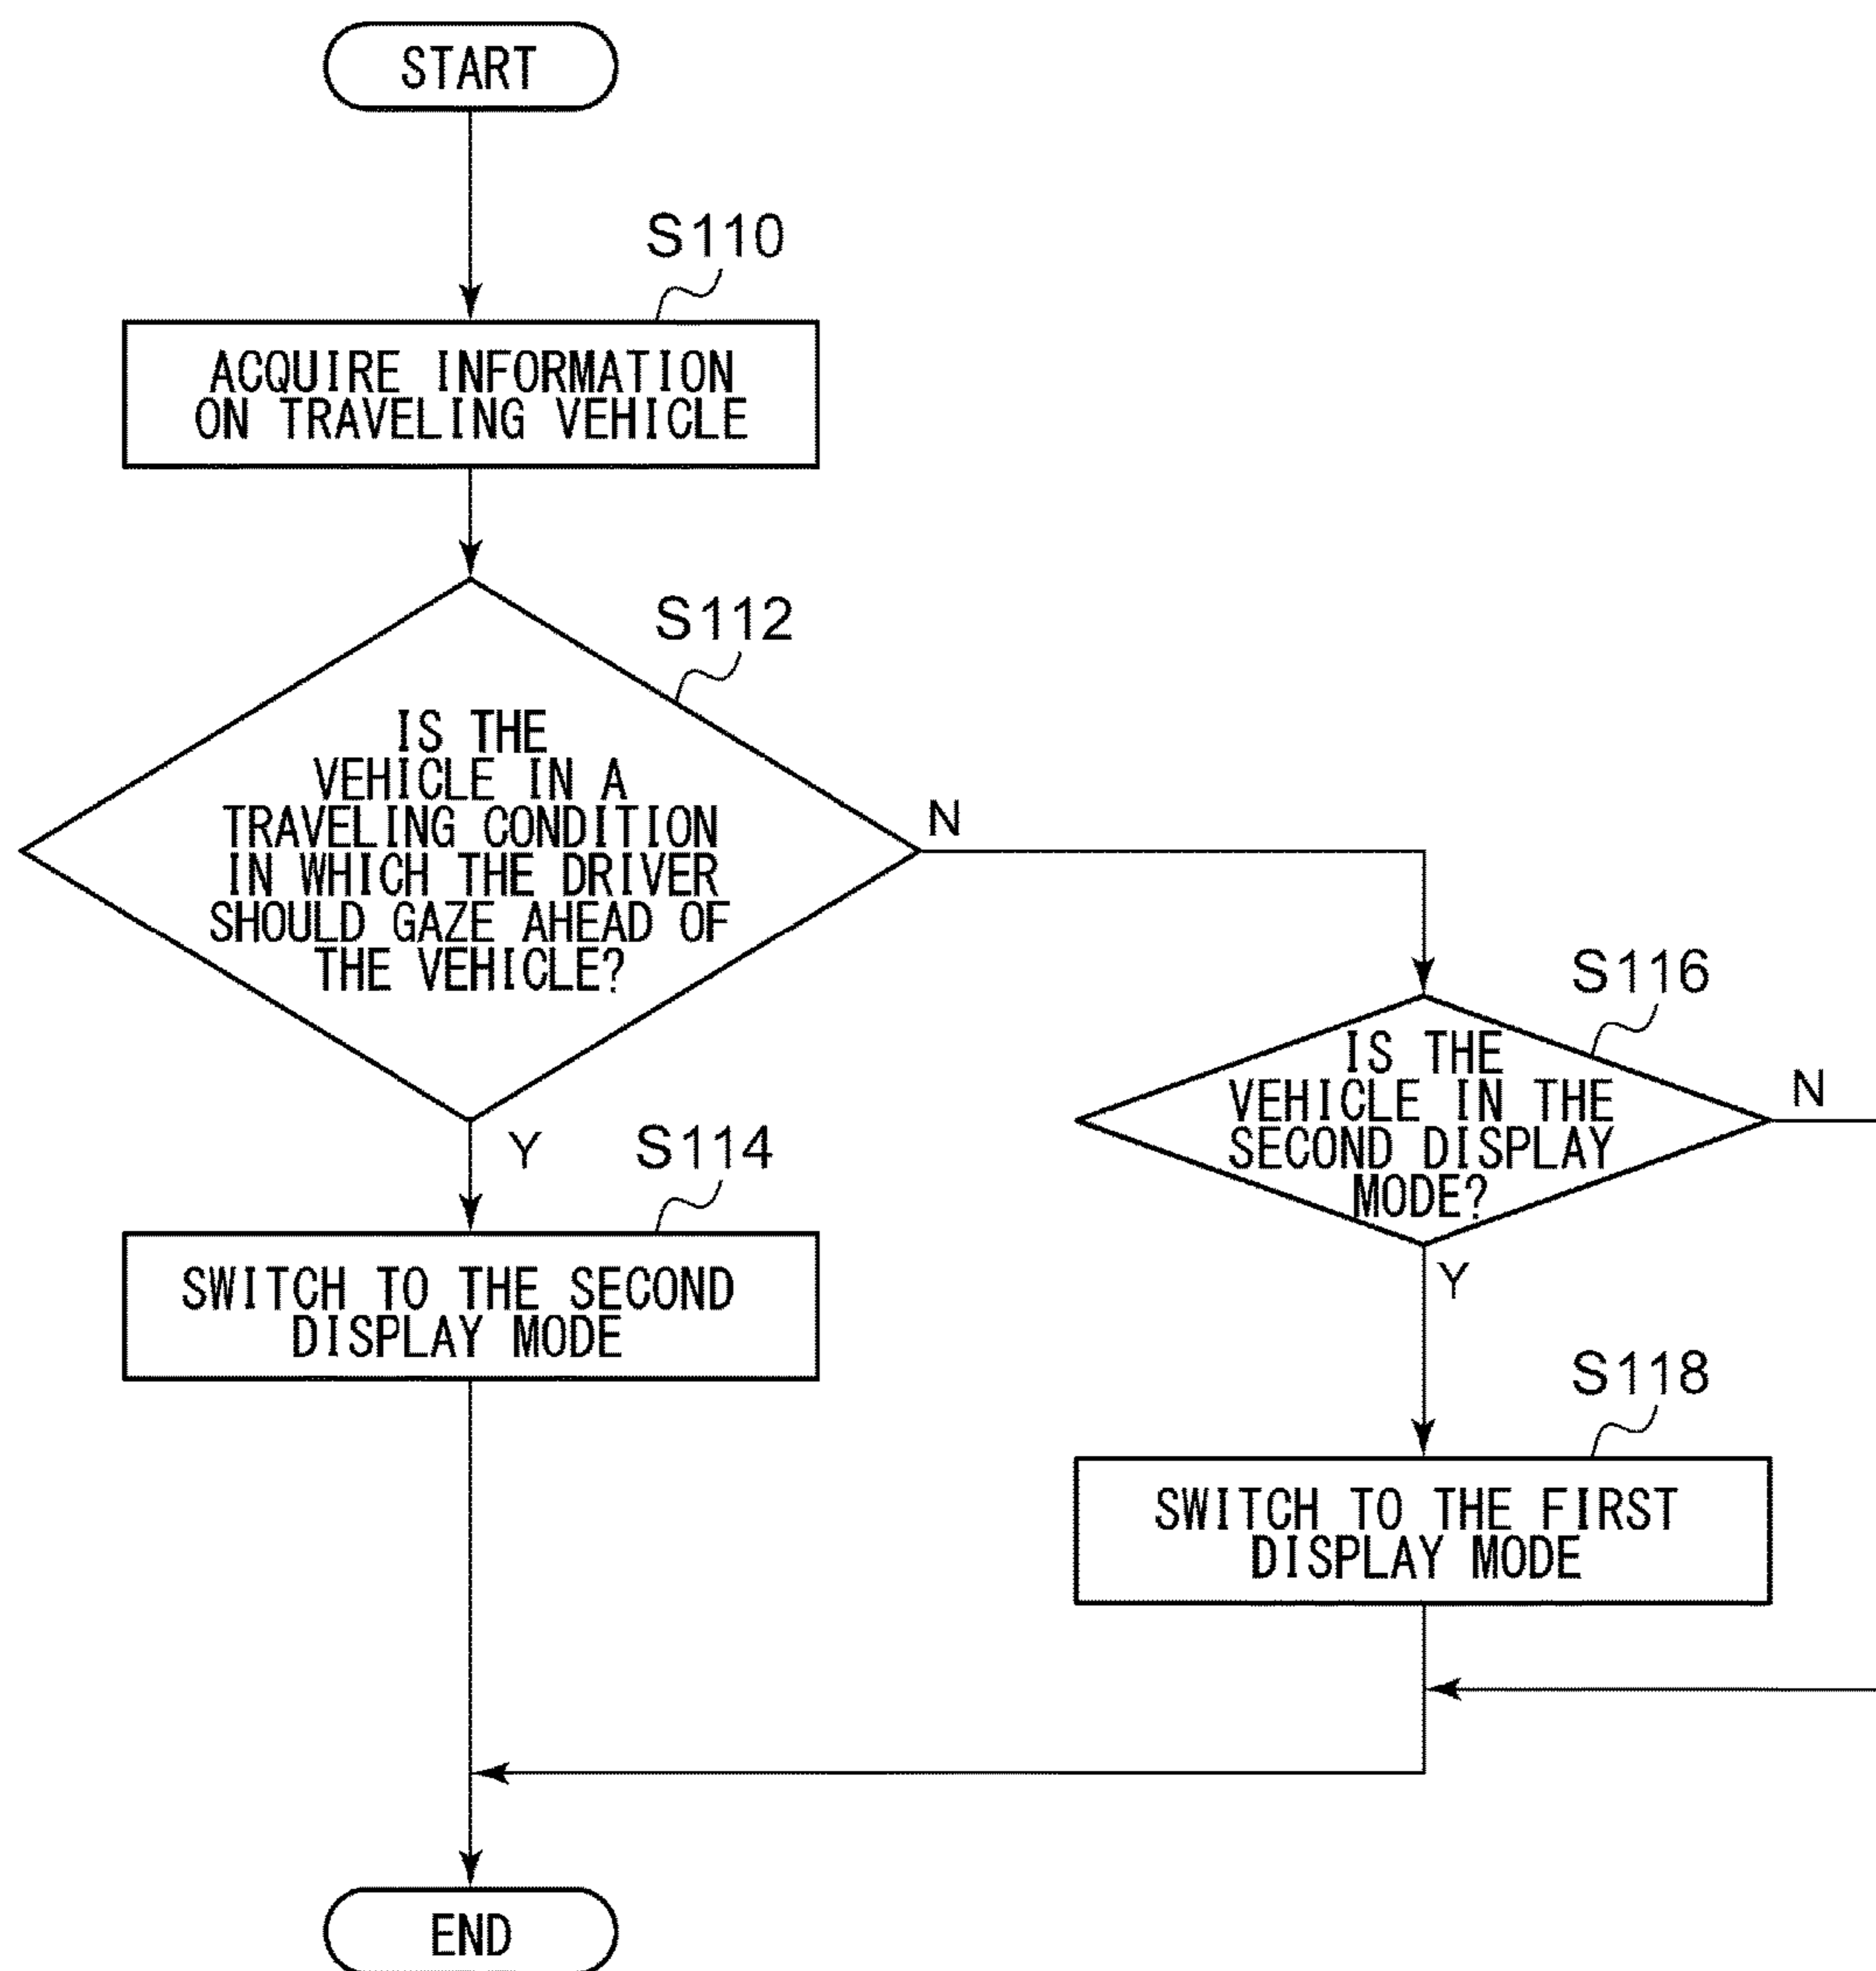 START
S110
ACQUIRE INFORMATION
ON TRAVELING VEHICLE
S112
IS THE
VEHICLE IN A
TRAVELING CONDITION
IN WHICH THE DRIVER
SHOULD GAZE AHEAD OF
THE VEHICLE?
N
Y
S114
SWITCH TO THE SECOND
DISPLAY MODE
S116
IS THE
VEHICLE IN THE
SECOND DISPLAY
MODE?
N
Y
S118
SWITCH TO THE FIRST
DISPLAY MODE
END